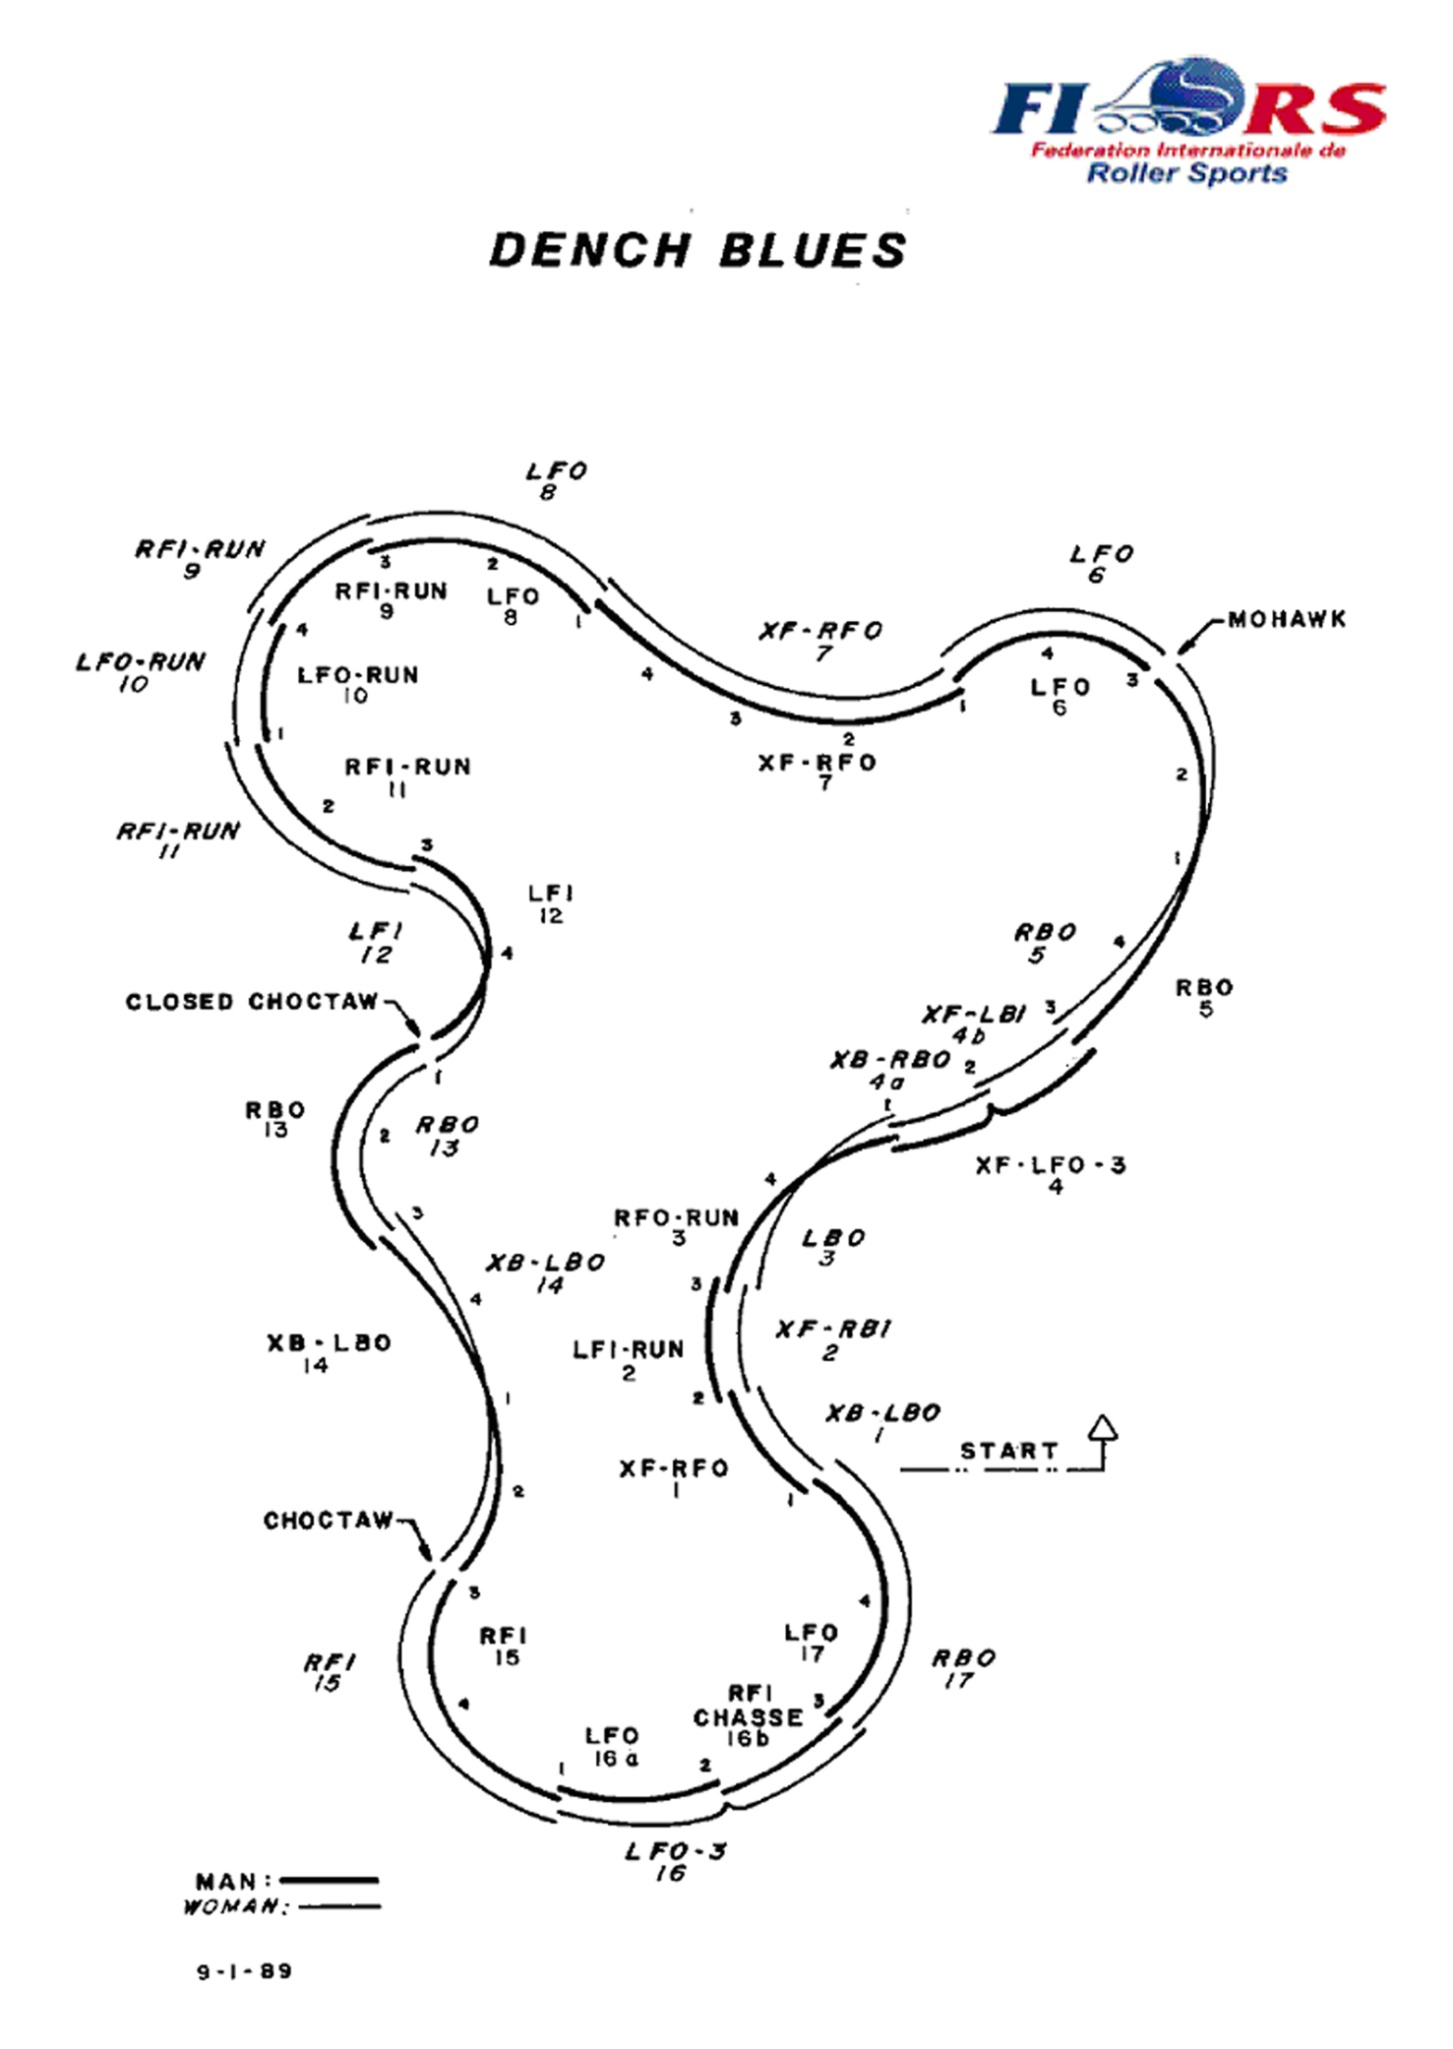 FIRS
Federation Internationale de
Roller Sports
DENCH BLUES
LFO
8
RFI-RUN
9
3
2
RFI-RUN
9
LFO
8
1
4
LFO-RUN
10
LFO-RUN
10
1
RFI-RUN
11
2
RFI-RUN
11
3
XF-RFO
7
4
3
2
XF-RFO
7
1
LFO
6
MOHAWK
4
LFO
6
3
2
1
RBO
5
4
RBO
5
LFI
12
LFI
12
4
CLOSED CHOCTAW
1
RBO
13
2
RBO
13
3
XF-LBI
4b
3
XB-RBO
4a
2
1
XF-LFO-3
4
4
RFO-RUN
3
LBO
3
3
XB-LBO
14
4
XB-LBO
14
LFI-RUN
2
XF-RBI
2
2
1
XB-LBO
1
START
XF-RFO
1
1
2
CHOCTAW
3
RFI
15
RFI
15
4
4
LFO
17
RBO
17
RFI
CHASSE
16b
3
LFO
16a
1
2
LFO-3
16
MAN:
WOMAN:
9-1-89